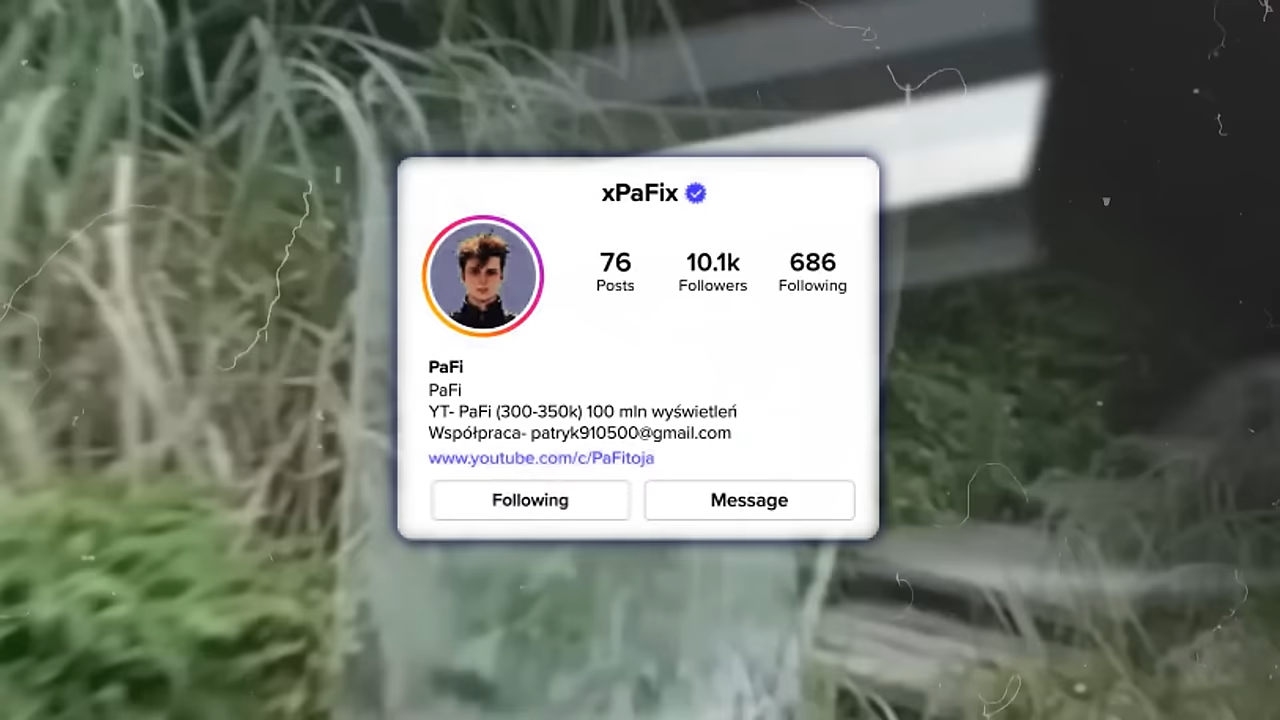 xPaFix
76 10.1k 686
Posts Followers Following
PaFi
PaFi
YT- PaFi (300-350k) 100 mln wyświetleń
Współpraca- patryk910500@gmail.com
www.youtube.com/c/PaFitoja
Following Message